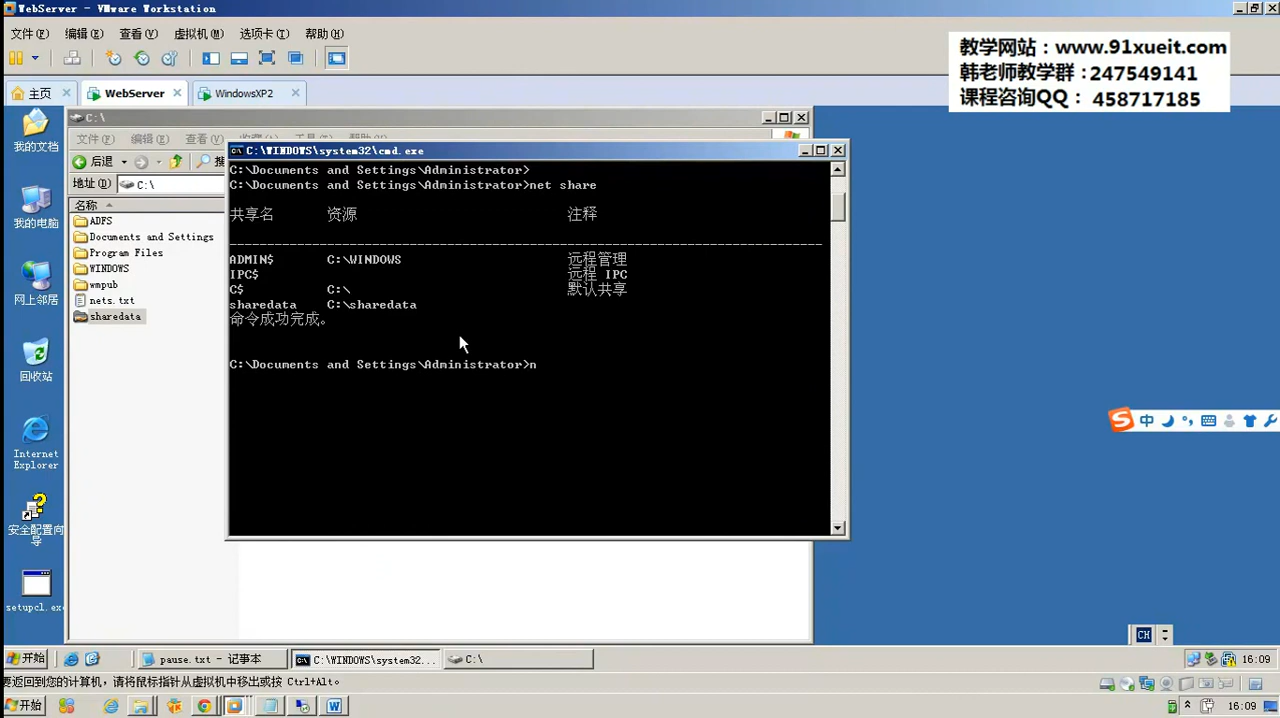 WebServer - VMware Workstation
文件(F) 编辑(E) 查看(V) 虚拟机(M) 选项卡(T) 帮助(H)
教学网站：www.91xueit.com
韩老师教学群：247549141
课程咨询QQ： 458717185
主页 WebServer WindowsXP2
C:\
文件(F) 编辑(E) 查看(V)
后退
地址(D) C:\
名称
ADFS
Documents and Settings
Program Files
WINDOWS
wmpub
nets.txt
sharedata
我的文档
我的电脑
网上邻居
回收站
Internet
Explorer
安全配置向
导
setupcl.exe
C:\WINDOWS\system32\cmd.exe
C:\Documents and Settings\Administrator>
C:\Documents and Settings\Administrator>net share
共享名 资源 注释
-------------------------------------------------------------------------------
ADMIN$ C:\WINDOWS 远程管理
IPC$ 远程 IPC
C$ C:\ 默认共享
sharedata C:\sharedata
命令成功完成。
C:\Documents and Settings\Administrator>n
中
CH
开始 pause.txt - 记事本 C:\WINDOWS\system32... C:\ 16:09
要返回到您的计算机，请将鼠标指针从虚拟机中移出或按 Ctrl+Alt。
开始 16:09